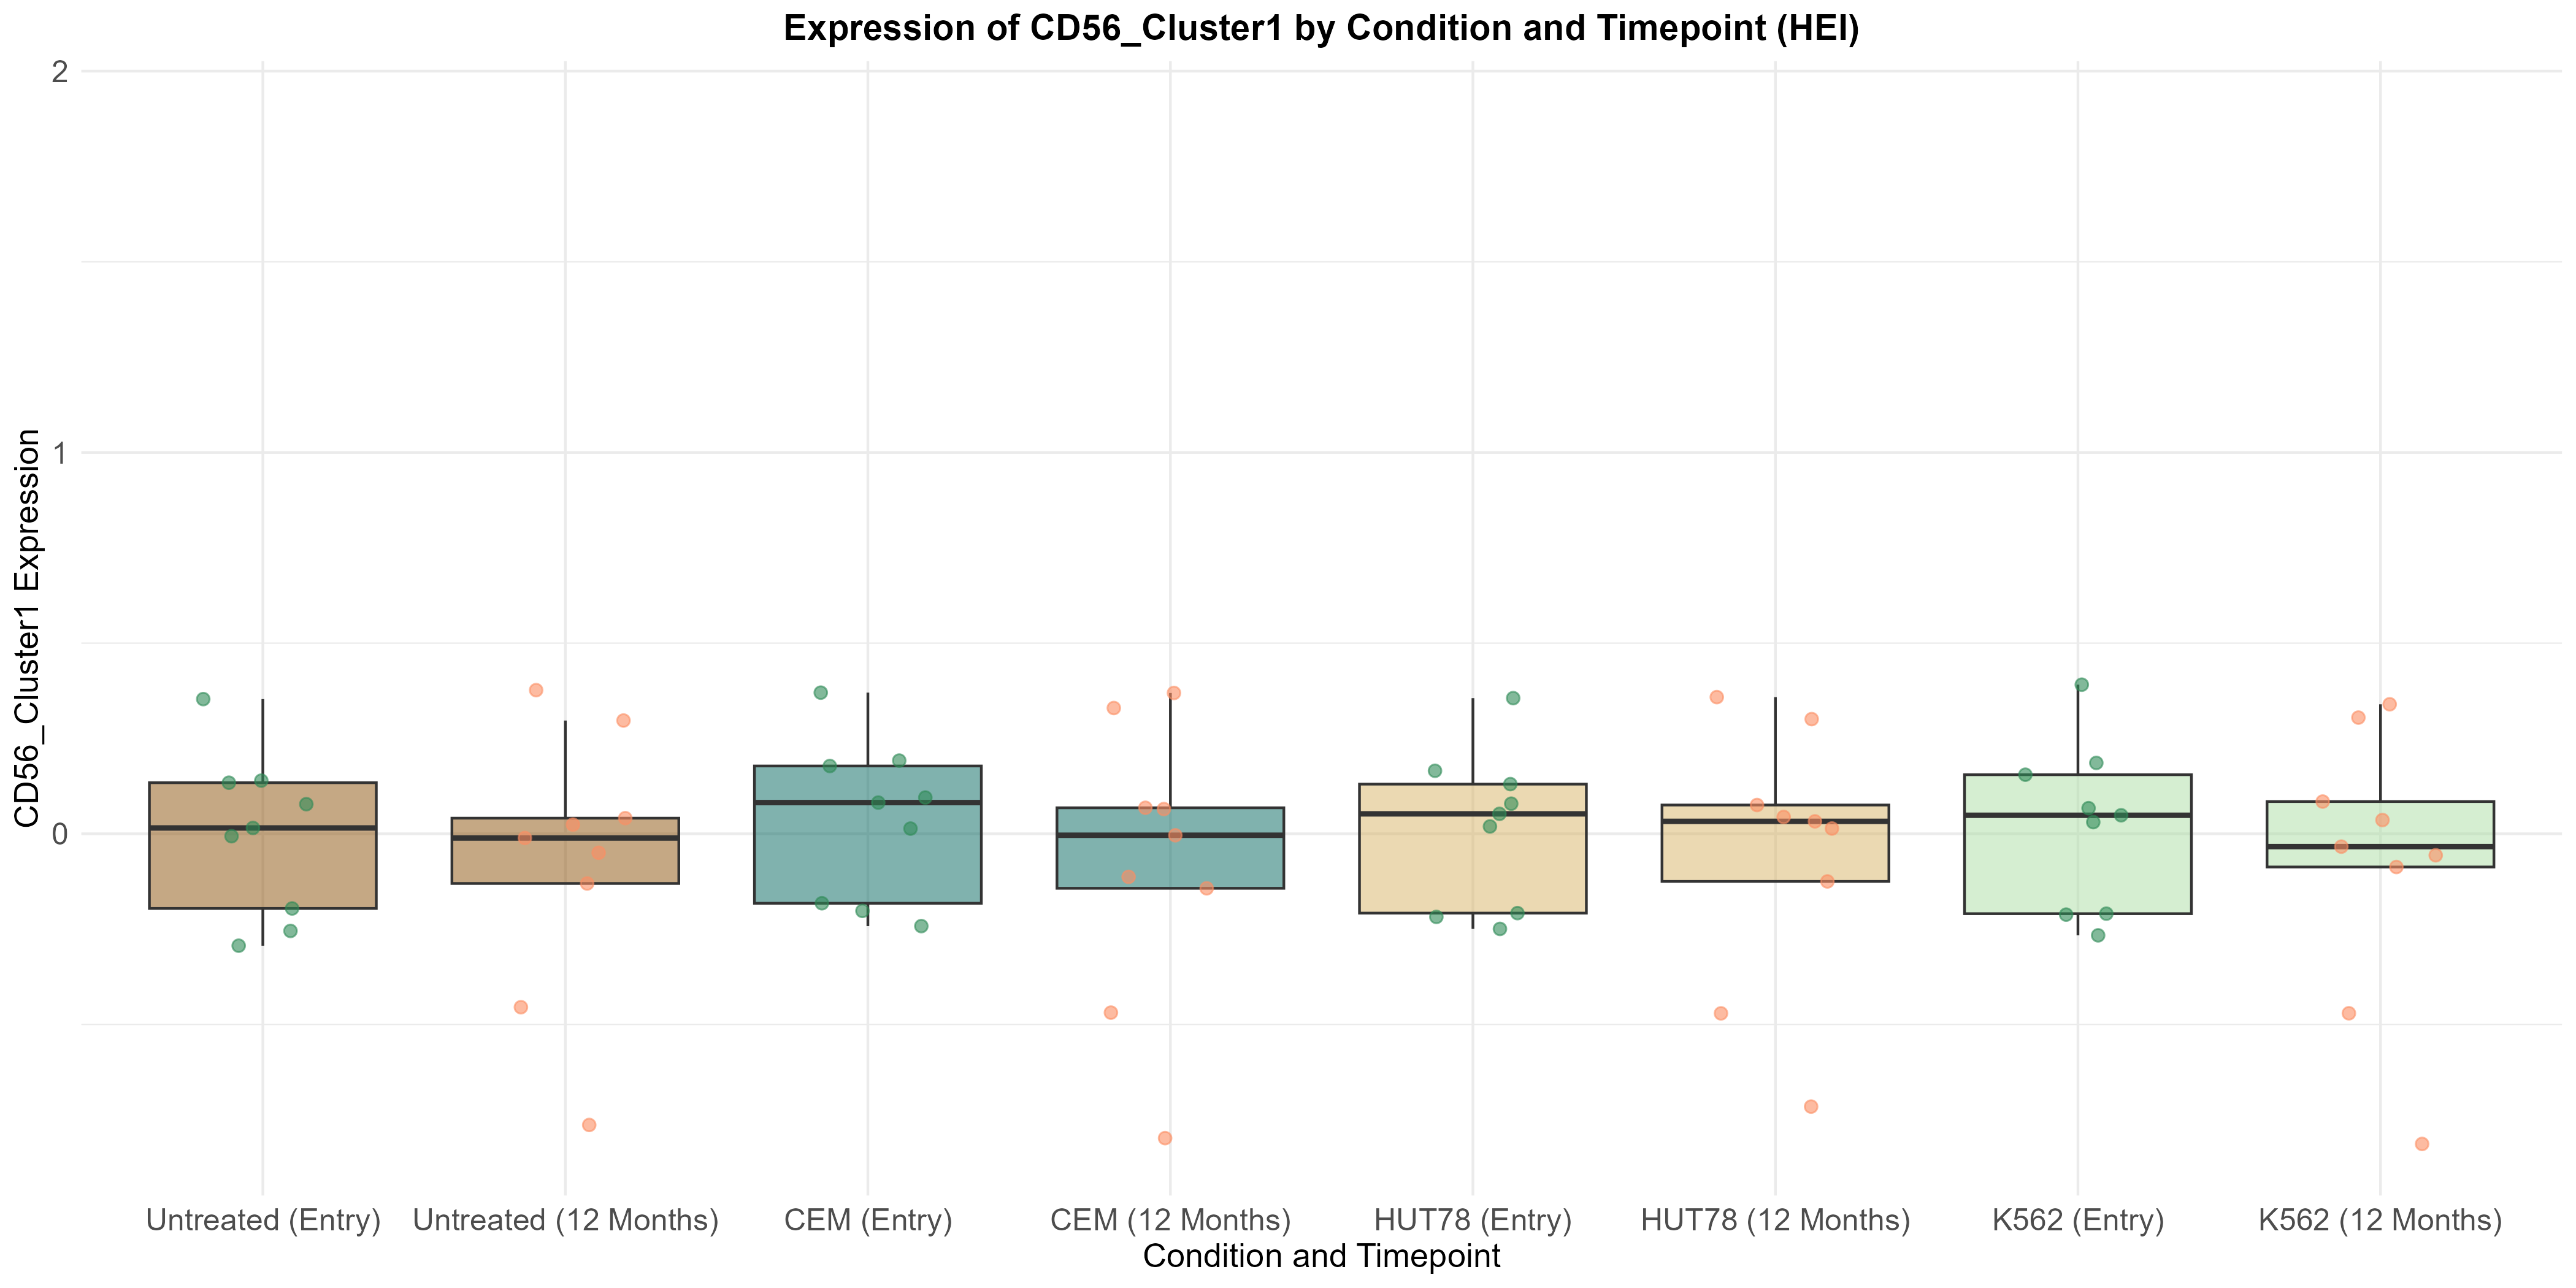 Expression of CD56_Cluster1 by Condition and Timepoint (HEI)
CD56_Cluster1 Expression
2
1
0
Untreated (Entry)
Untreated (12 Months)
CEM (Entry)
CEM (12 Months)
HUT78 (Entry)
HUT78 (12 Months)
K562 (Entry)
K562 (12 Months)
Condition and Timepoint